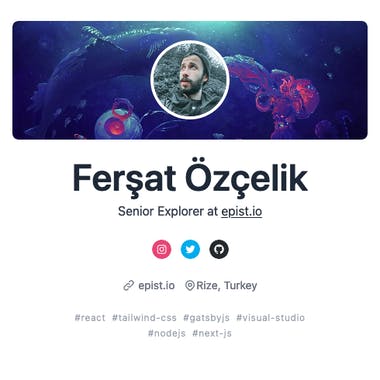 Ferşat Özçelik
Senior Explorer at epist.io
epist.io Rize, Turkey
#react #tailwind-css #gatsbyjs #visual-studio
#nodejs #next-js